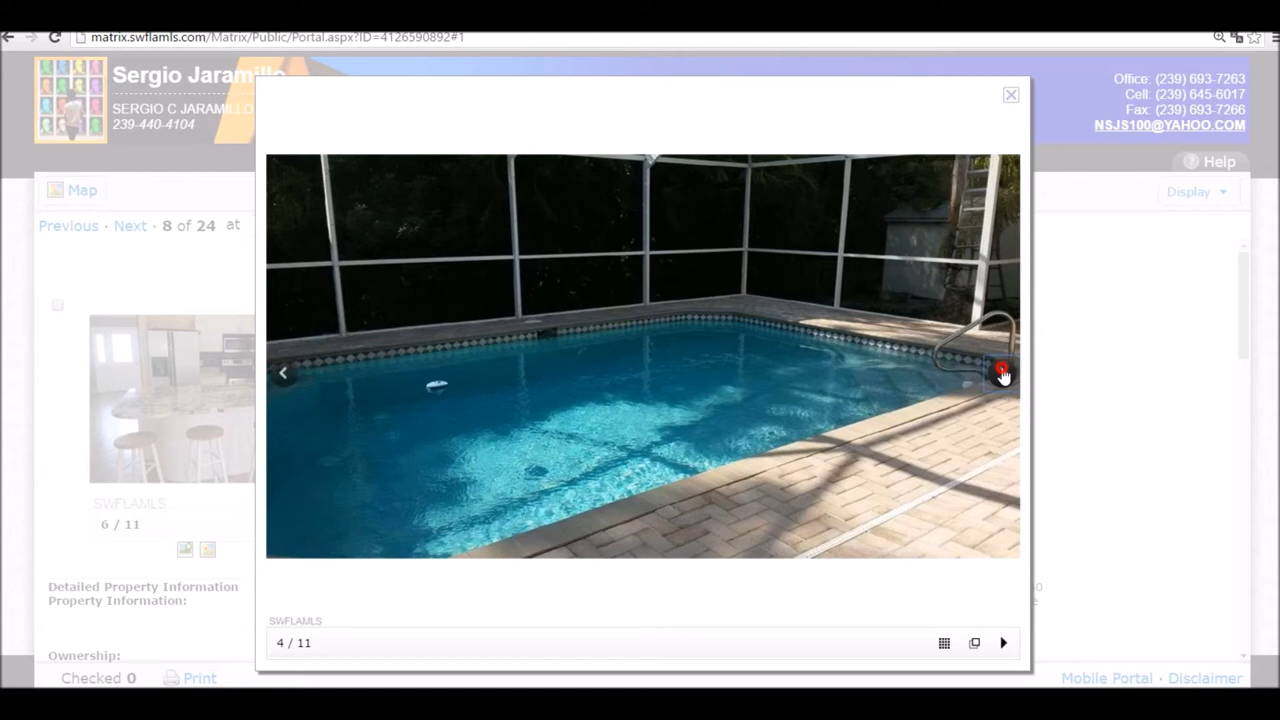 matrix.swflamls.com/Matrix/Public/Portal.aspx?ID=4126590892#1
Sergio Jaramillo
SERGIO C JARAMILLO
239-440-4104
Office: (239) 693-7263
Cell: (239) 645-6017
Fax: (239) 693-7266
NSJS100@YAHOO.COM
? Help
Map
Display
Previous · Next · 8 of 24 at
SWFLAMLS
6 / 11
Detailed Property Information
Property Information:
Ownership:
SWFLAMLS
4 / 11
Checked 0 Print
Mobile Portal · Disclaimer